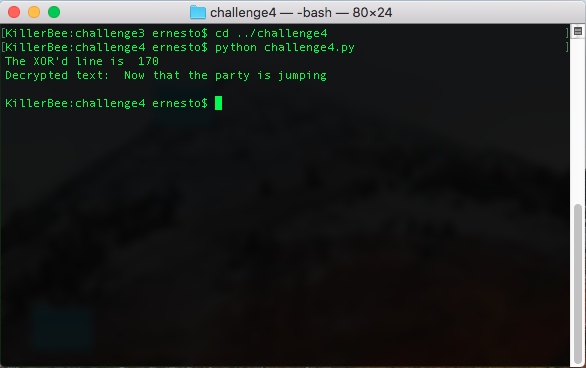 challenge4 — -bash — 80×24
[KillerBee:challenge3 ernesto$ cd ../challenge4 ]
[KillerBee:challenge4 ernesto$ python challenge4.py ]
The XOR'd line is  170
Decrypted text:  Now that the party is jumping
KillerBee:challenge4 ernesto$